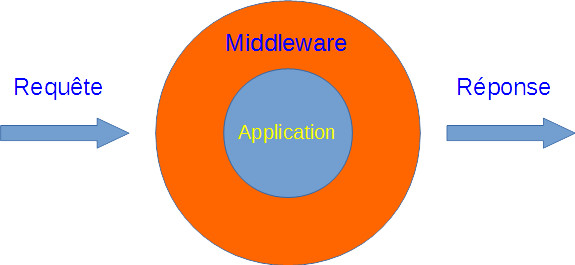 Middleware
Requête
Réponse
Application